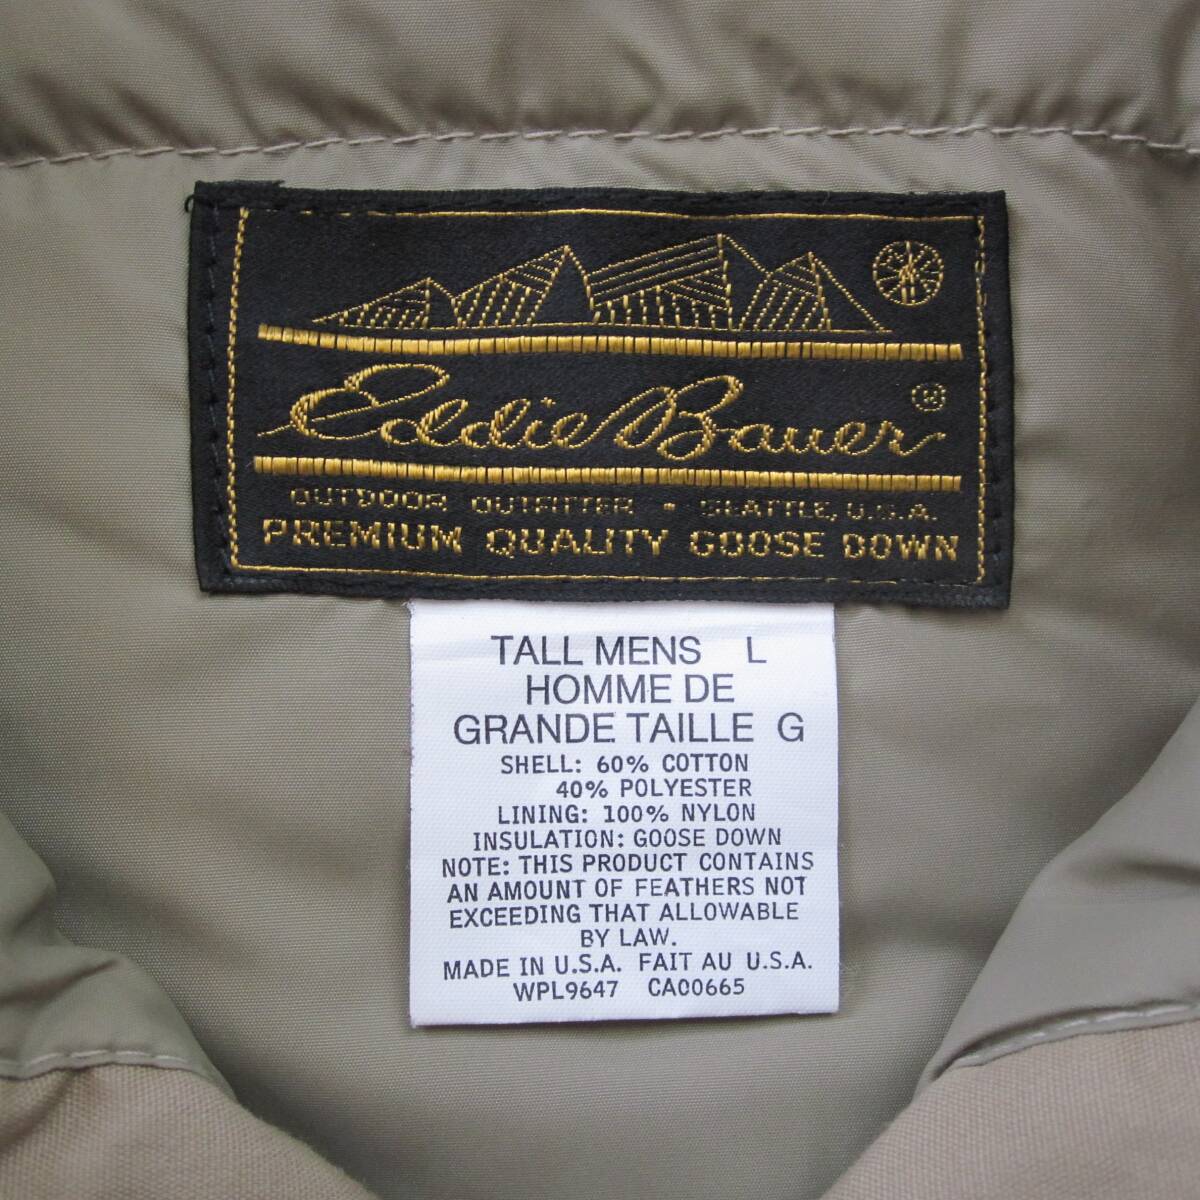 Eddie Bauer ®
OUTDOOR OUTFITTER • SEATTLE, U.S.A.
PREMIUM QUALITY GOOSE DOWN
TALL MENS L
HOMME DE
GRANDE TAILLE G
SHELL: 60% COTTON
40% POLYESTER
LINING: 100% NYLON
INSULATION: GOOSE DOWN
NOTE: THIS PRODUCT CONTAINS
AN AMOUNT OF FEATHERS NOT
EXCEEDING THAT ALLOWABLE
BY LAW.
MADE IN U.S.A. FAIT AU U.S.A.
WPL9647 CA00665